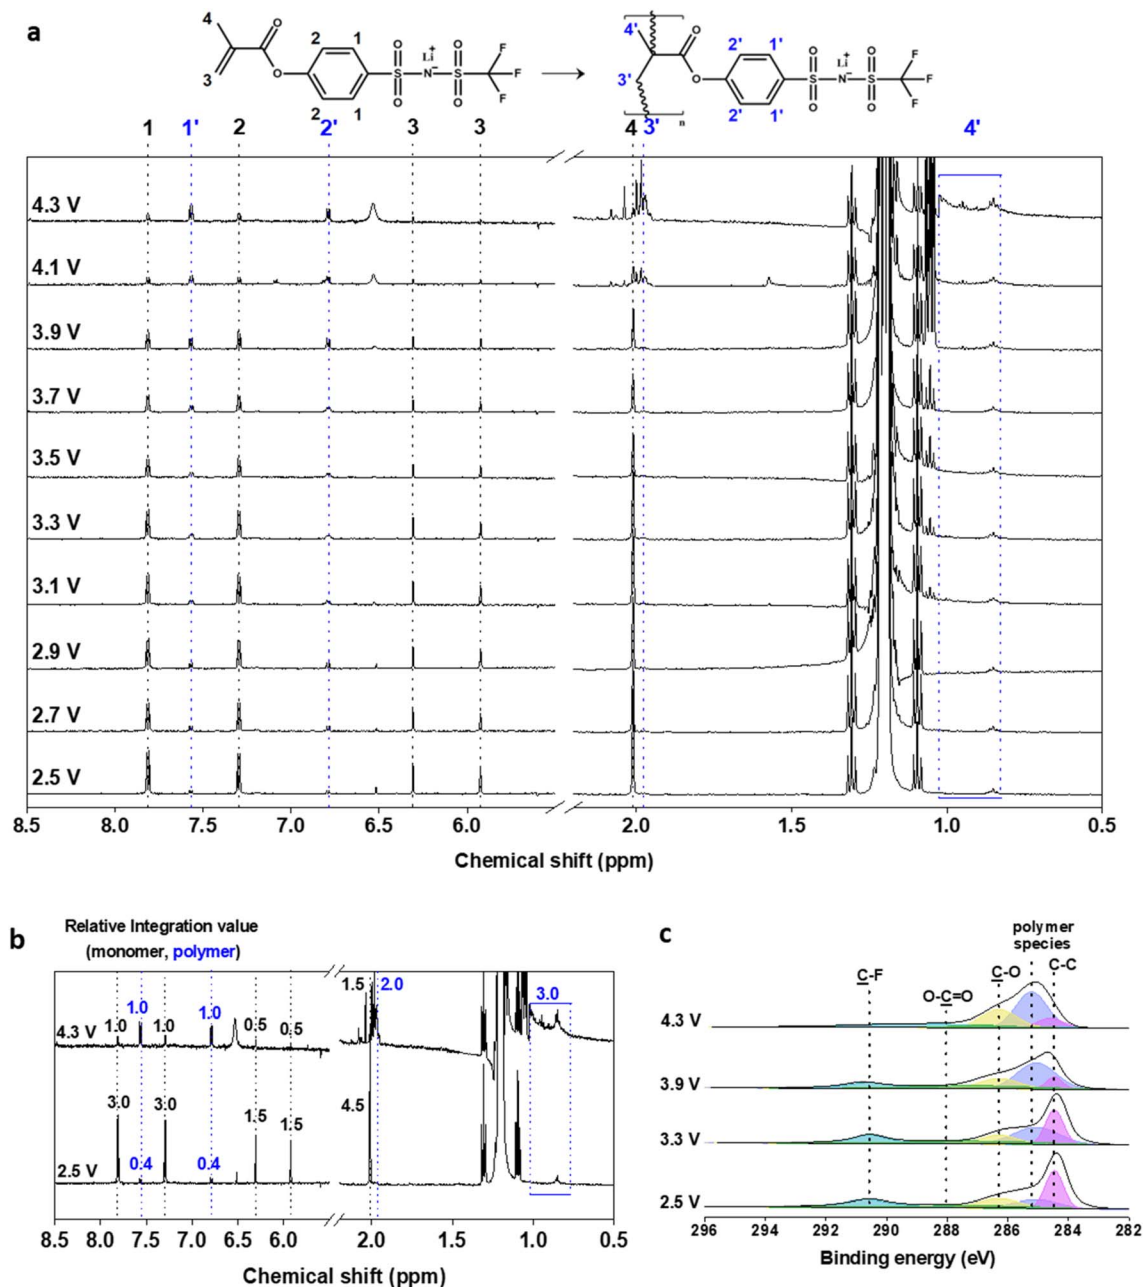 a
4
O
3
O
2
1
2
1
O
S
O
Li+
N−
O
S
O
F
F
F
4'
O
3'
O
n
2'
1'
2'
1'
O
S
O
Li+
N−
O
S
O
F
F
F
1 1' 2 2' 3 3 4 3' 4'
4.3 V
4.1 V
3.9 V
3.7 V
3.5 V
3.3 V
3.1 V
2.9 V
2.7 V
2.5 V
8.5 8.0 7.5 7.0 6.5 6.0 2.0 1.5 1.0 0.5
Chemical shift (ppm)
b
Relative Integration value
(monomer, polymer)
4.3 V
1.0 1.0 1.0 1.0 0.5 0.5 1.5 2.0 3.0
2.5 V
3.0 0.4 3.0 0.4 1.5 1.5 4.5
8.5 8.0 7.5 7.0 6.5 6.0 2.0 1.5 1.0 0.5
Chemical shift (ppm)
c
polymer
species
C-F
O-C=O
C-O
C-C
4.3 V
3.9 V
3.3 V
2.5 V
296 294 292 290 288 286 284 282
Binding energy (eV)